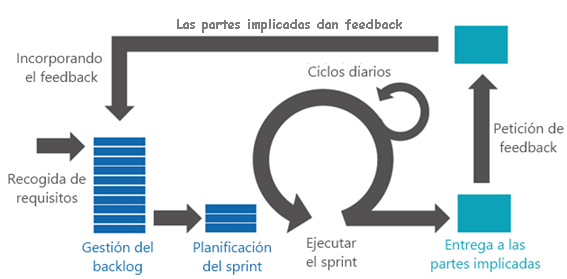 Las partes implicadas dan feedback
Incorporando
el feedback
Ciclos diarios
Petición de
feedback
Recogida de
requisitos
Gestión del
backlog
Planificación
del sprint
Ejecutar
el sprint
Entrega a las
partes implicadas